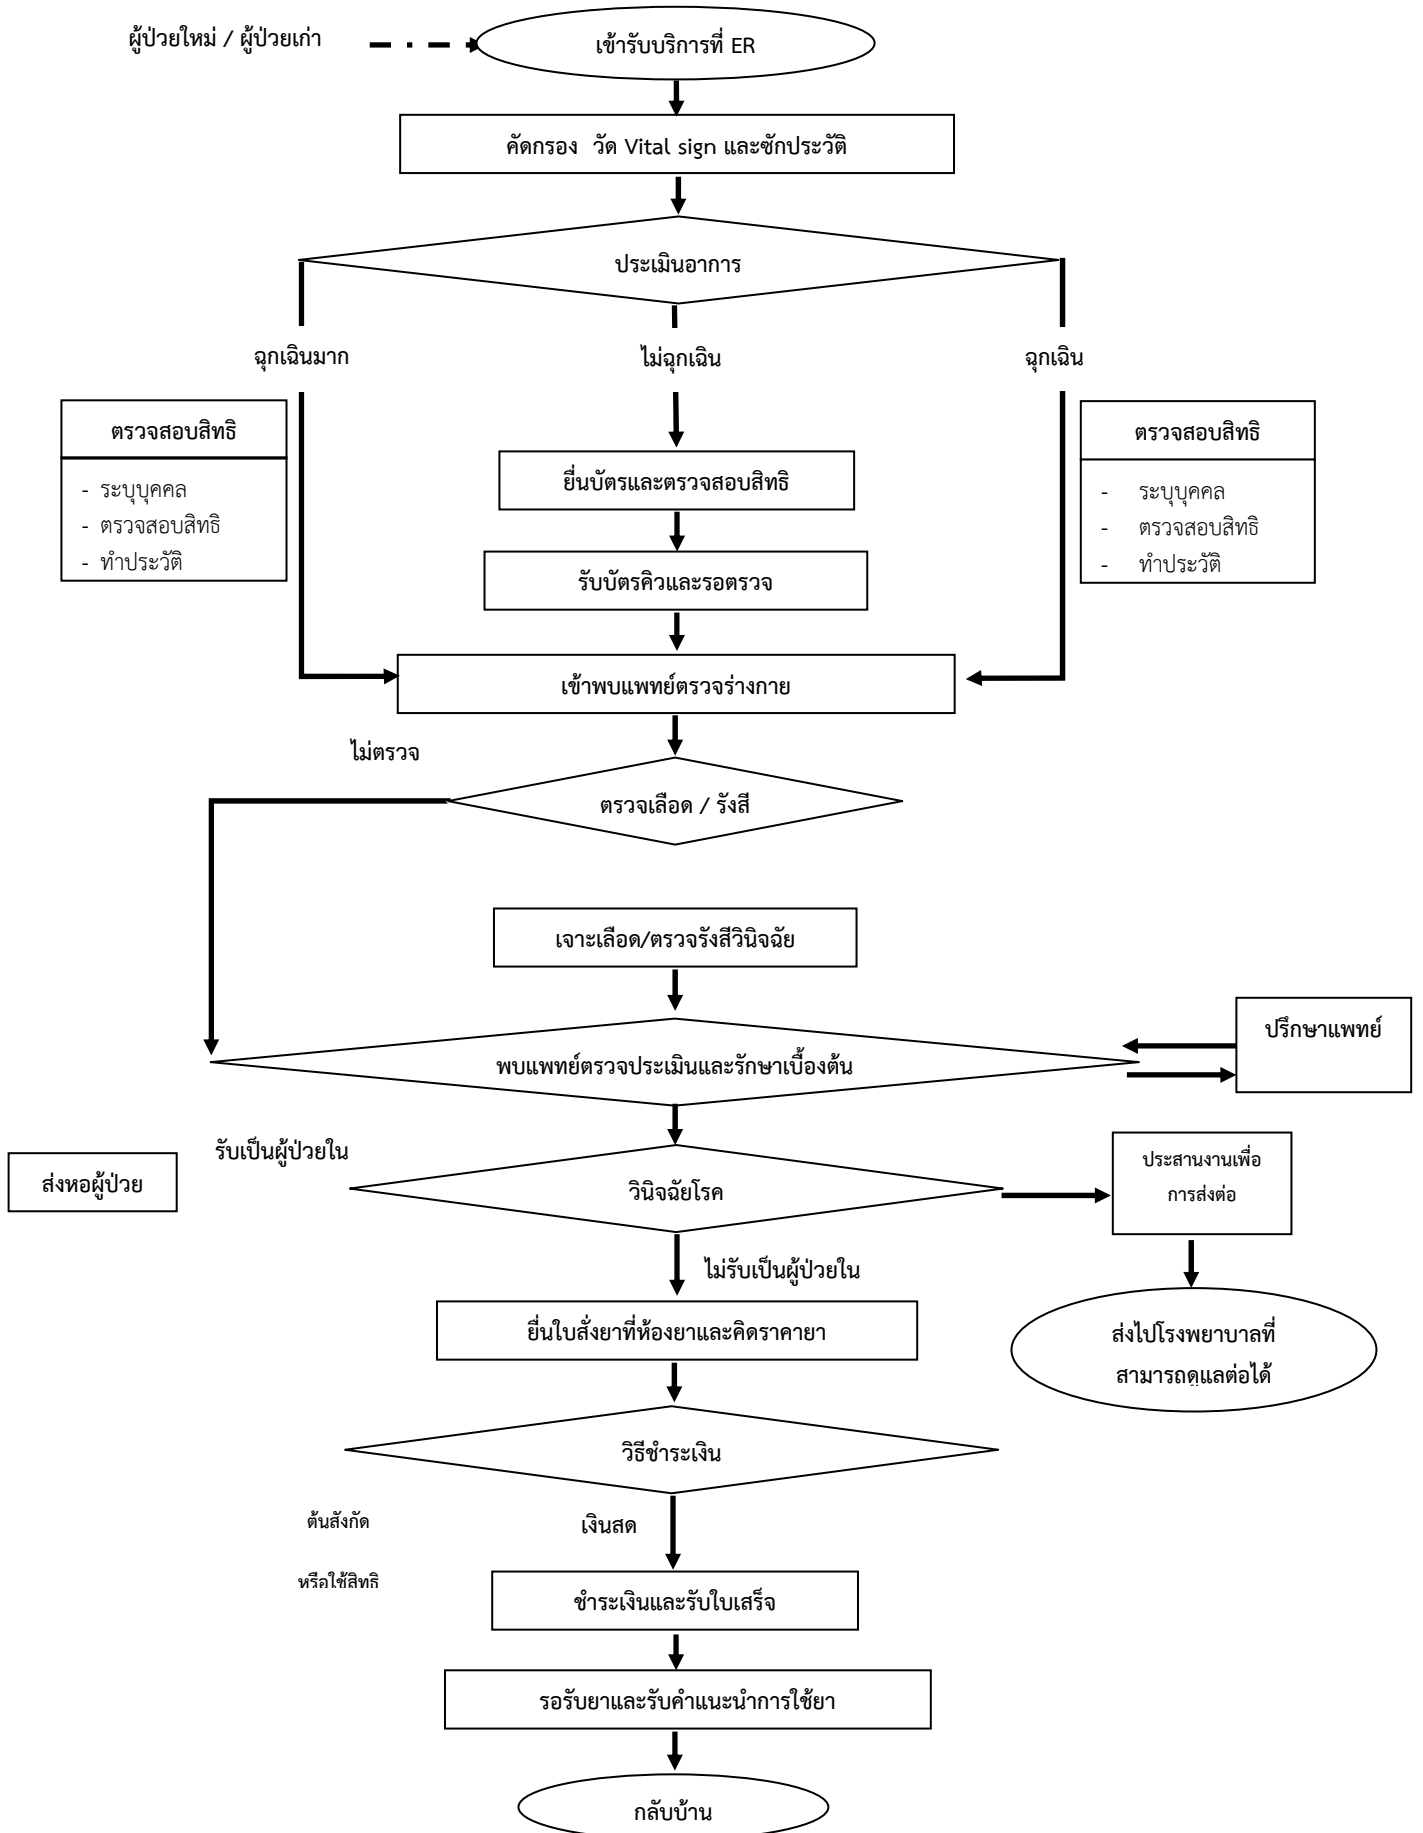 ผู้ป่วยใหม่ / ผู้ป่วยเก่า
เข้ารับบริการที่ ER
คัดกรอง วัด Vital sign และซักประวัติ
ประเมินอาการ
ฉุกเฉินมาก
ไม่ฉุกเฉิน
ฉุกเฉิน
ตรวจสอบสิทธิ
- ระบุบุคคล
- ตรวจสอบสิทธิ
- ทำประวัติ
ยื่นบัตรและตรวจสอบสิทธิ
รับบัตรคิวและรอตรวจ
ตรวจสอบสิทธิ
- ระบุบุคคล
- ตรวจสอบสิทธิ
- ทำประวัติ
เข้าพบแพทย์ตรวจร่างกาย
ไม่ตรวจ
ตรวจเลือด / รังสี
เจาะเลือด/ตรวจรังสีวินิจฉัย
ปรึกษาแพทย์
พบแพทย์ตรวจประเมินและรักษาเบื้องต้น
รับเป็นผู้ป่วยใน
ส่งหอผู้ป่วย
วินิจฉัยโรค
ประสานงานเพื่อ
การส่งต่อ
ไม่รับเป็นผู้ป่วยใน
ยื่นใบสั่งยาที่ห้องยาและคิดราคายา
ส่งไปโรงพยาบาลที่
สามารถดูแลต่อได้
วิธีชำระเงิน
ต้นสังกัด
หรือใช้สิทธิ
เงินสด
ชำระเงินและรับใบเสร็จ
รอรับยาและรับคำแนะนำการใช้ยา
กลับบ้าน